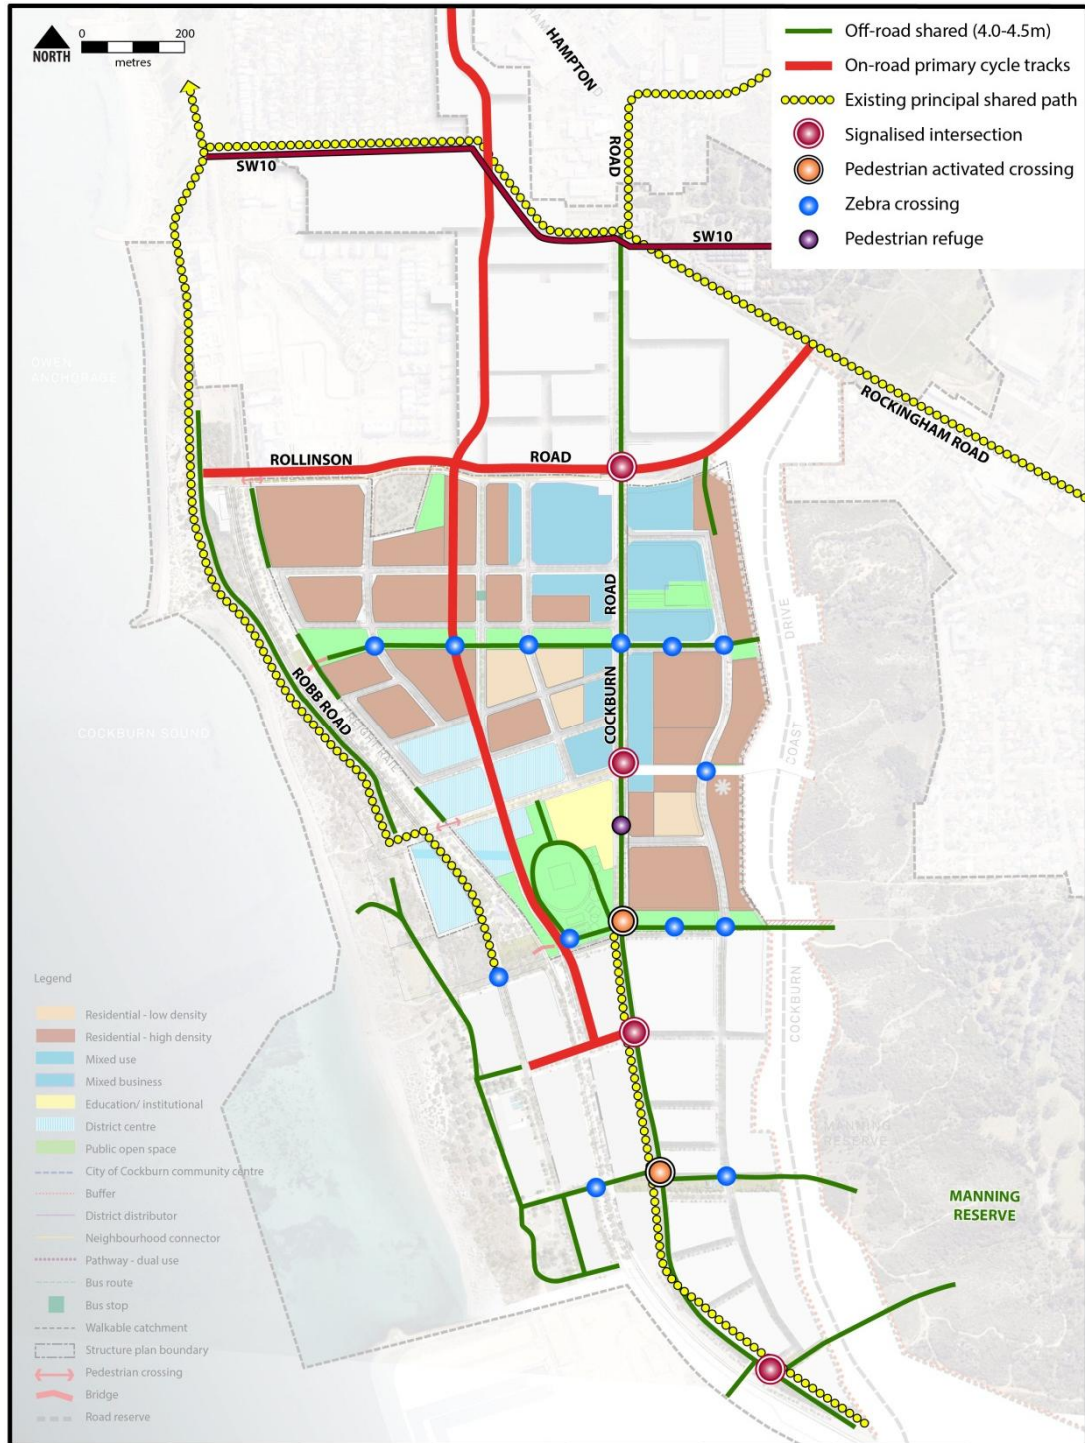 0 200
metres
NORTH
HAMPTON
ROAD
Off-road shared (4.0-4.5m)
On-road primary cycle tracks
Existing principal shared path
Signalised intersection
Pedestrian activated crossing
Zebra crossing
Pedestrian refuge
SW10
SW10
OWEN
ANCHORAGE
ROCKINGHAM ROAD
ROLLINSON
ROAD
ROAD
DRIVE
COCKBURN
ROBB ROAD
FREIGHT RAIL
COCKBURN SOUND
COAST
COCKBURN
MANNING
RESERVE
MANNING
RESERVE
Legend
Residential - low density
Residential - high density
Mixed use
Mixed business
Education/ institutional
District centre
Public open space
City of Cockburn community centre
Buffer
District distributor
Neighbourhood connector
Pathway - dual use
Bus route
Bus stop
Walkable catchment
Structure plan boundary
Pedestrian crossing
Bridge
Road reserve